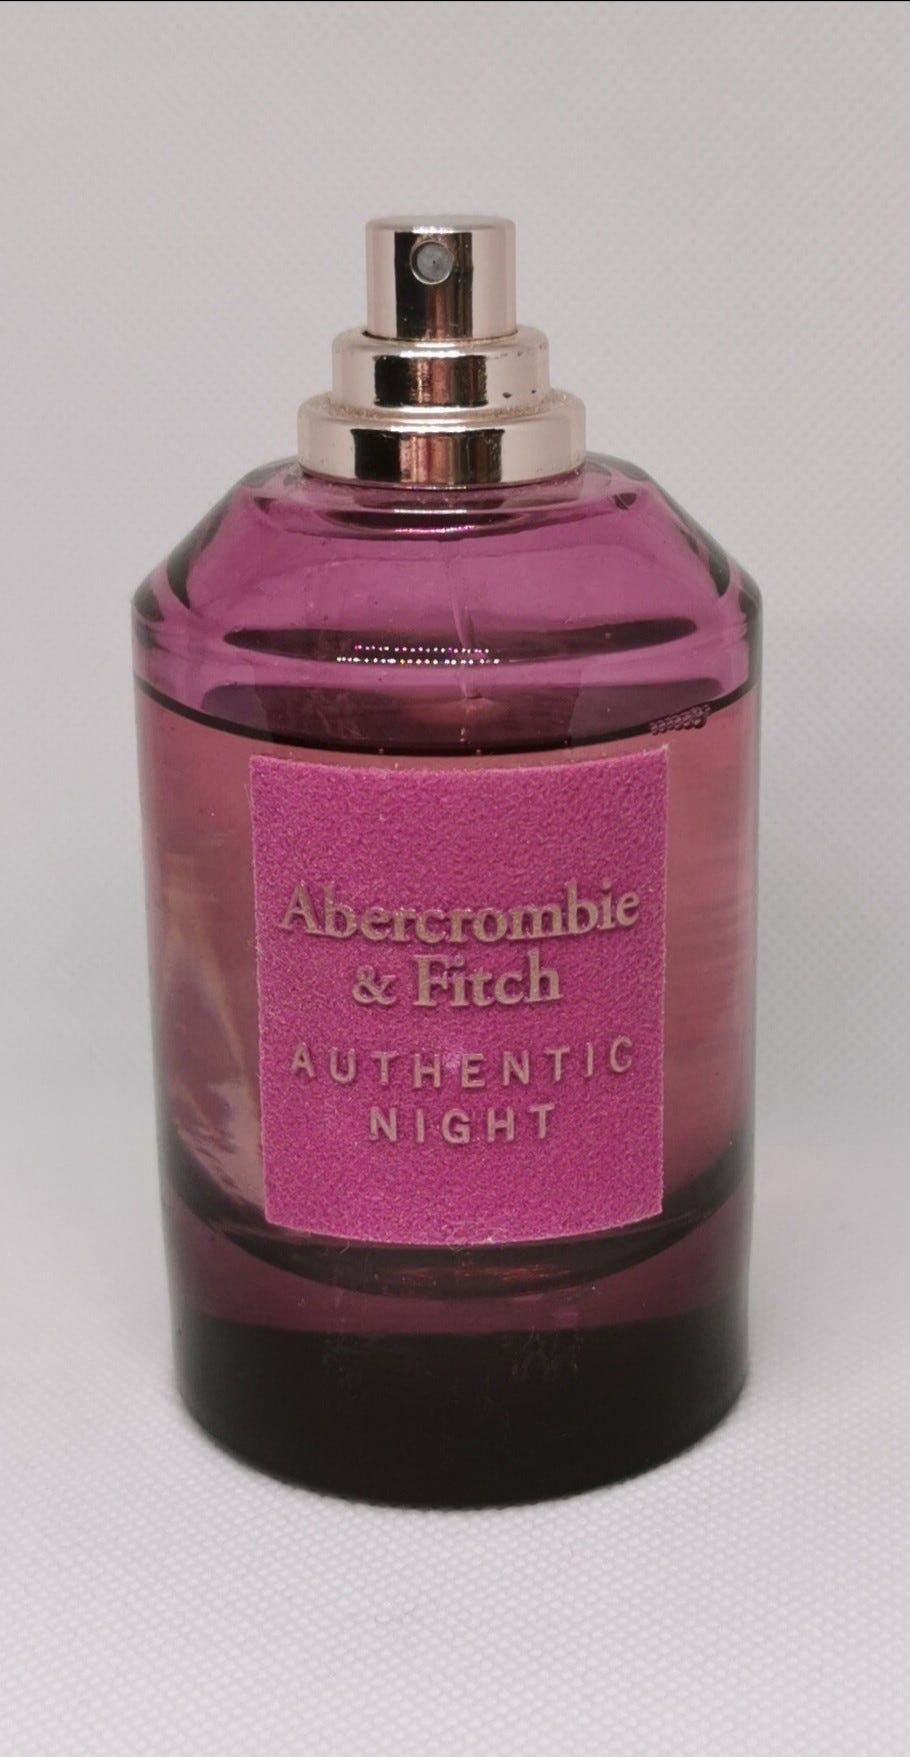 Abercrombie
& Fitch
AUTHENTIC
NIGHT